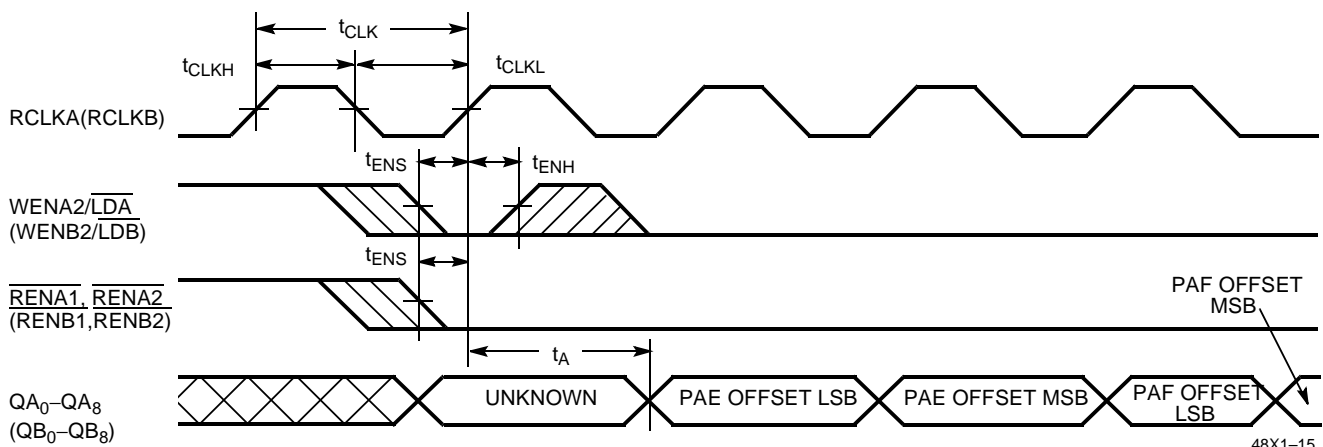 tCLK
tCLKH
tCLKL
RCLKA(RCLKB)
tENS
tENH
WENA2/LDA
(WENB2/LDB)
tENS
RENA1, RENA2
(RENB1,RENB2)
PAF OFFSET
MSB
tA
QA0–QA8
(QB0–QB8)
UNKNOWN
PAE OFFSET LSB
PAE OFFSET MSB
PAF OFFSET
LSB
48X1–15